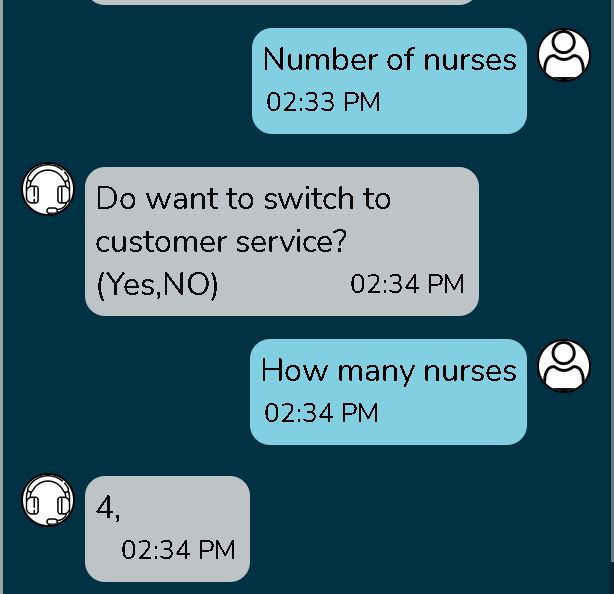 Number of nurses
02:33 PM
Do want to switch to
customer service?
(Yes,NO) 02:34 PM
How many nurses
02:34 PM
4,
02:34 PM